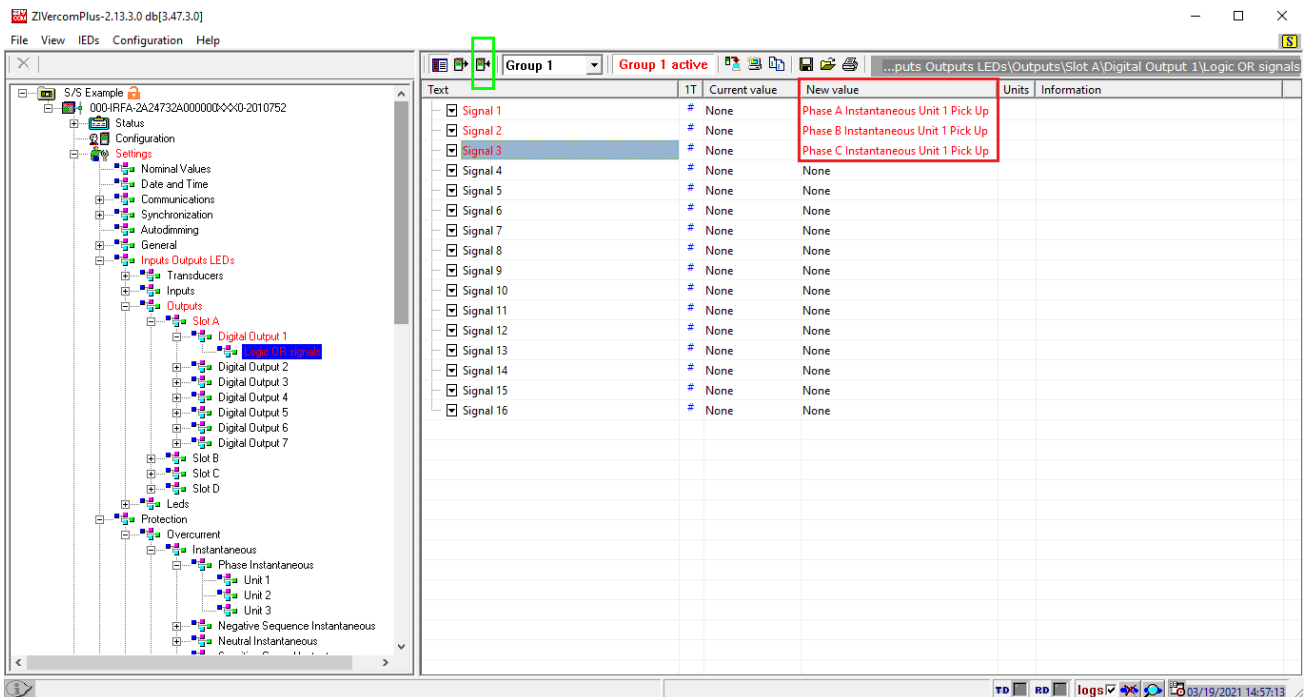 ZIVercomPlus-2.13.3.0 db[3.47.3.0]
File View IEDs Configuration Help
S
Group 1
Group 1 active
...puts Outputs LEDs\Outputs\Slot A\Digital Output 1\Logic OR signals
S/S Example
000-IRFA-2A24732A000000XXX0-2010752
Status
Configuration
Settings
Nominal Values
Date and Time
Communications
Synchronization
Autodimming
General
Inputs Outputs LEDs
Transducers
Inputs
Outputs
Slot A
Digital Output 1
Logic OR signals
Digital Output 2
Digital Output 3
Digital Output 4
Digital Output 5
Digital Output 6
Digital Output 7
Slot B
Slot C
Slot D
Leds
Protection
Overcurrent
Instantaneous
Phase Instantaneous
Unit 1
Unit 2
Unit 3
Negative Sequence Instantaneous
Neutral Instantaneous
Text 1T Current value New value Units Information
Signal 1 # None Phase A Instantaneous Unit 1 Pick Up
Signal 2 # None Phase B Instantaneous Unit 1 Pick Up
Signal 3 # None Phase C Instantaneous Unit 1 Pick Up
Signal 4 # None None
Signal 5 # None None
Signal 6 # None None
Signal 7 # None None
Signal 8 # None None
Signal 9 # None None
Signal 10 # None None
Signal 11 # None None
Signal 12 # None None
Signal 13 # None None
Signal 14 # None None
Signal 15 # None None
Signal 16 # None None
TD RD logs 03/19/2021 14:57:13